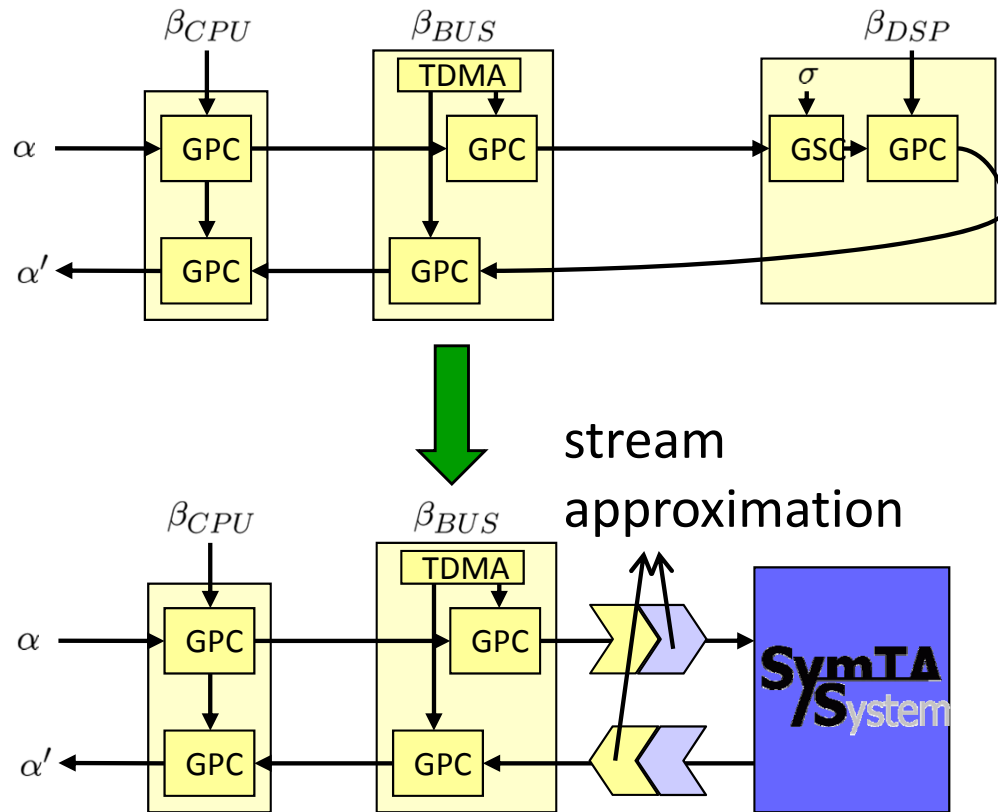 β_CPU β_BUS β_DSP
TDMA
σ
α GPC GPC GSC GPC
α′ GPC GPC
stream
approximation
β_CPU β_BUS
TDMA
α GPC GPC
SymTA
/System
α′ GPC GPC